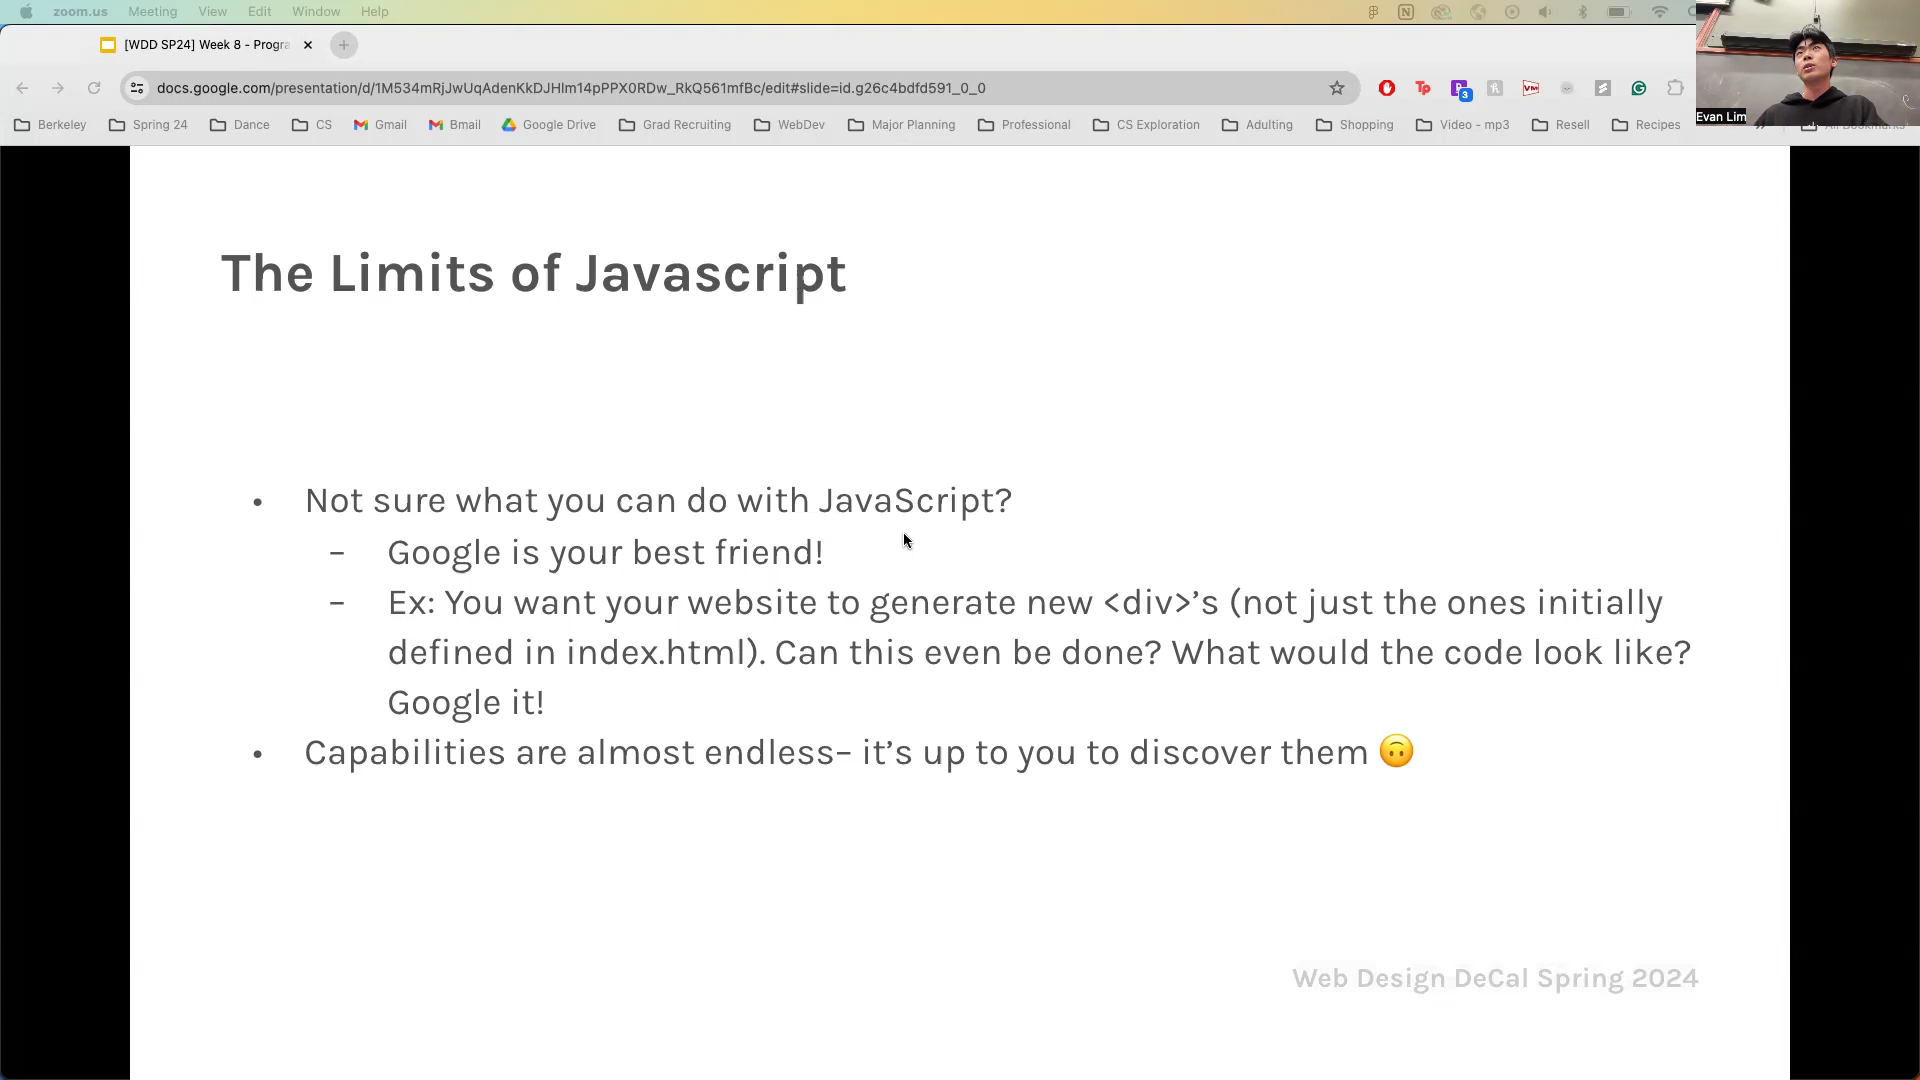 zoom.us Meeting View Edit Window Help
[WDD SP24] Week 8 - Progra
docs.google.com/presentation/d/1M534mRjJwUqAdenKkDJHlm14pPPX0RDw_RkQ561mfBc/edit#slide=id.g26c4bdfd591_0_0
Tp
3
VM
Evan Lim
Berkeley Spring 24 Dance CS Gmail Bmail Google Drive Grad Recruiting WebDev Major Planning Professional CS Exploration Adulting Shopping Video - mp3 Resell Recipes » All Bookmarks
The Limits of Javascript
• Not sure what you can do with JavaScript?
– Google is your best friend!
– Ex: You want your website to generate new <div>’s (not just the ones initially
defined in index.html). Can this even be done? What would the code look like?
Google it!
• Capabilities are almost endless– it’s up to you to discover them 🙃
Web Design DeCal Spring 2024